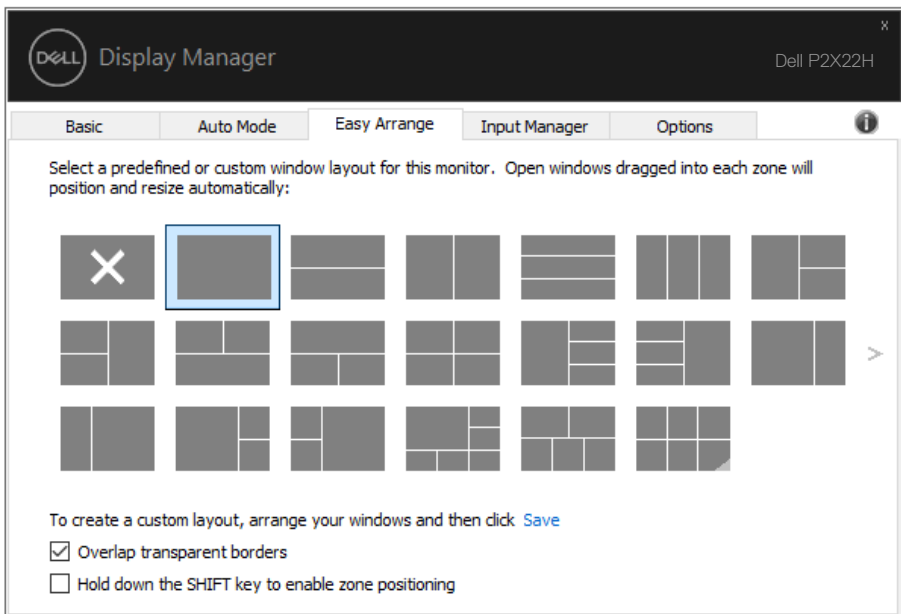 x
DELL Display Manager
Dell P2X22H
Basic Auto Mode Easy Arrange Input Manager Options i
Select a predefined or custom window layout for this monitor. Open windows dragged into each zone will
position and resize automatically:
>
To create a custom layout, arrange your windows and then click Save
Overlap transparent borders
Hold down the SHIFT key to enable zone positioning